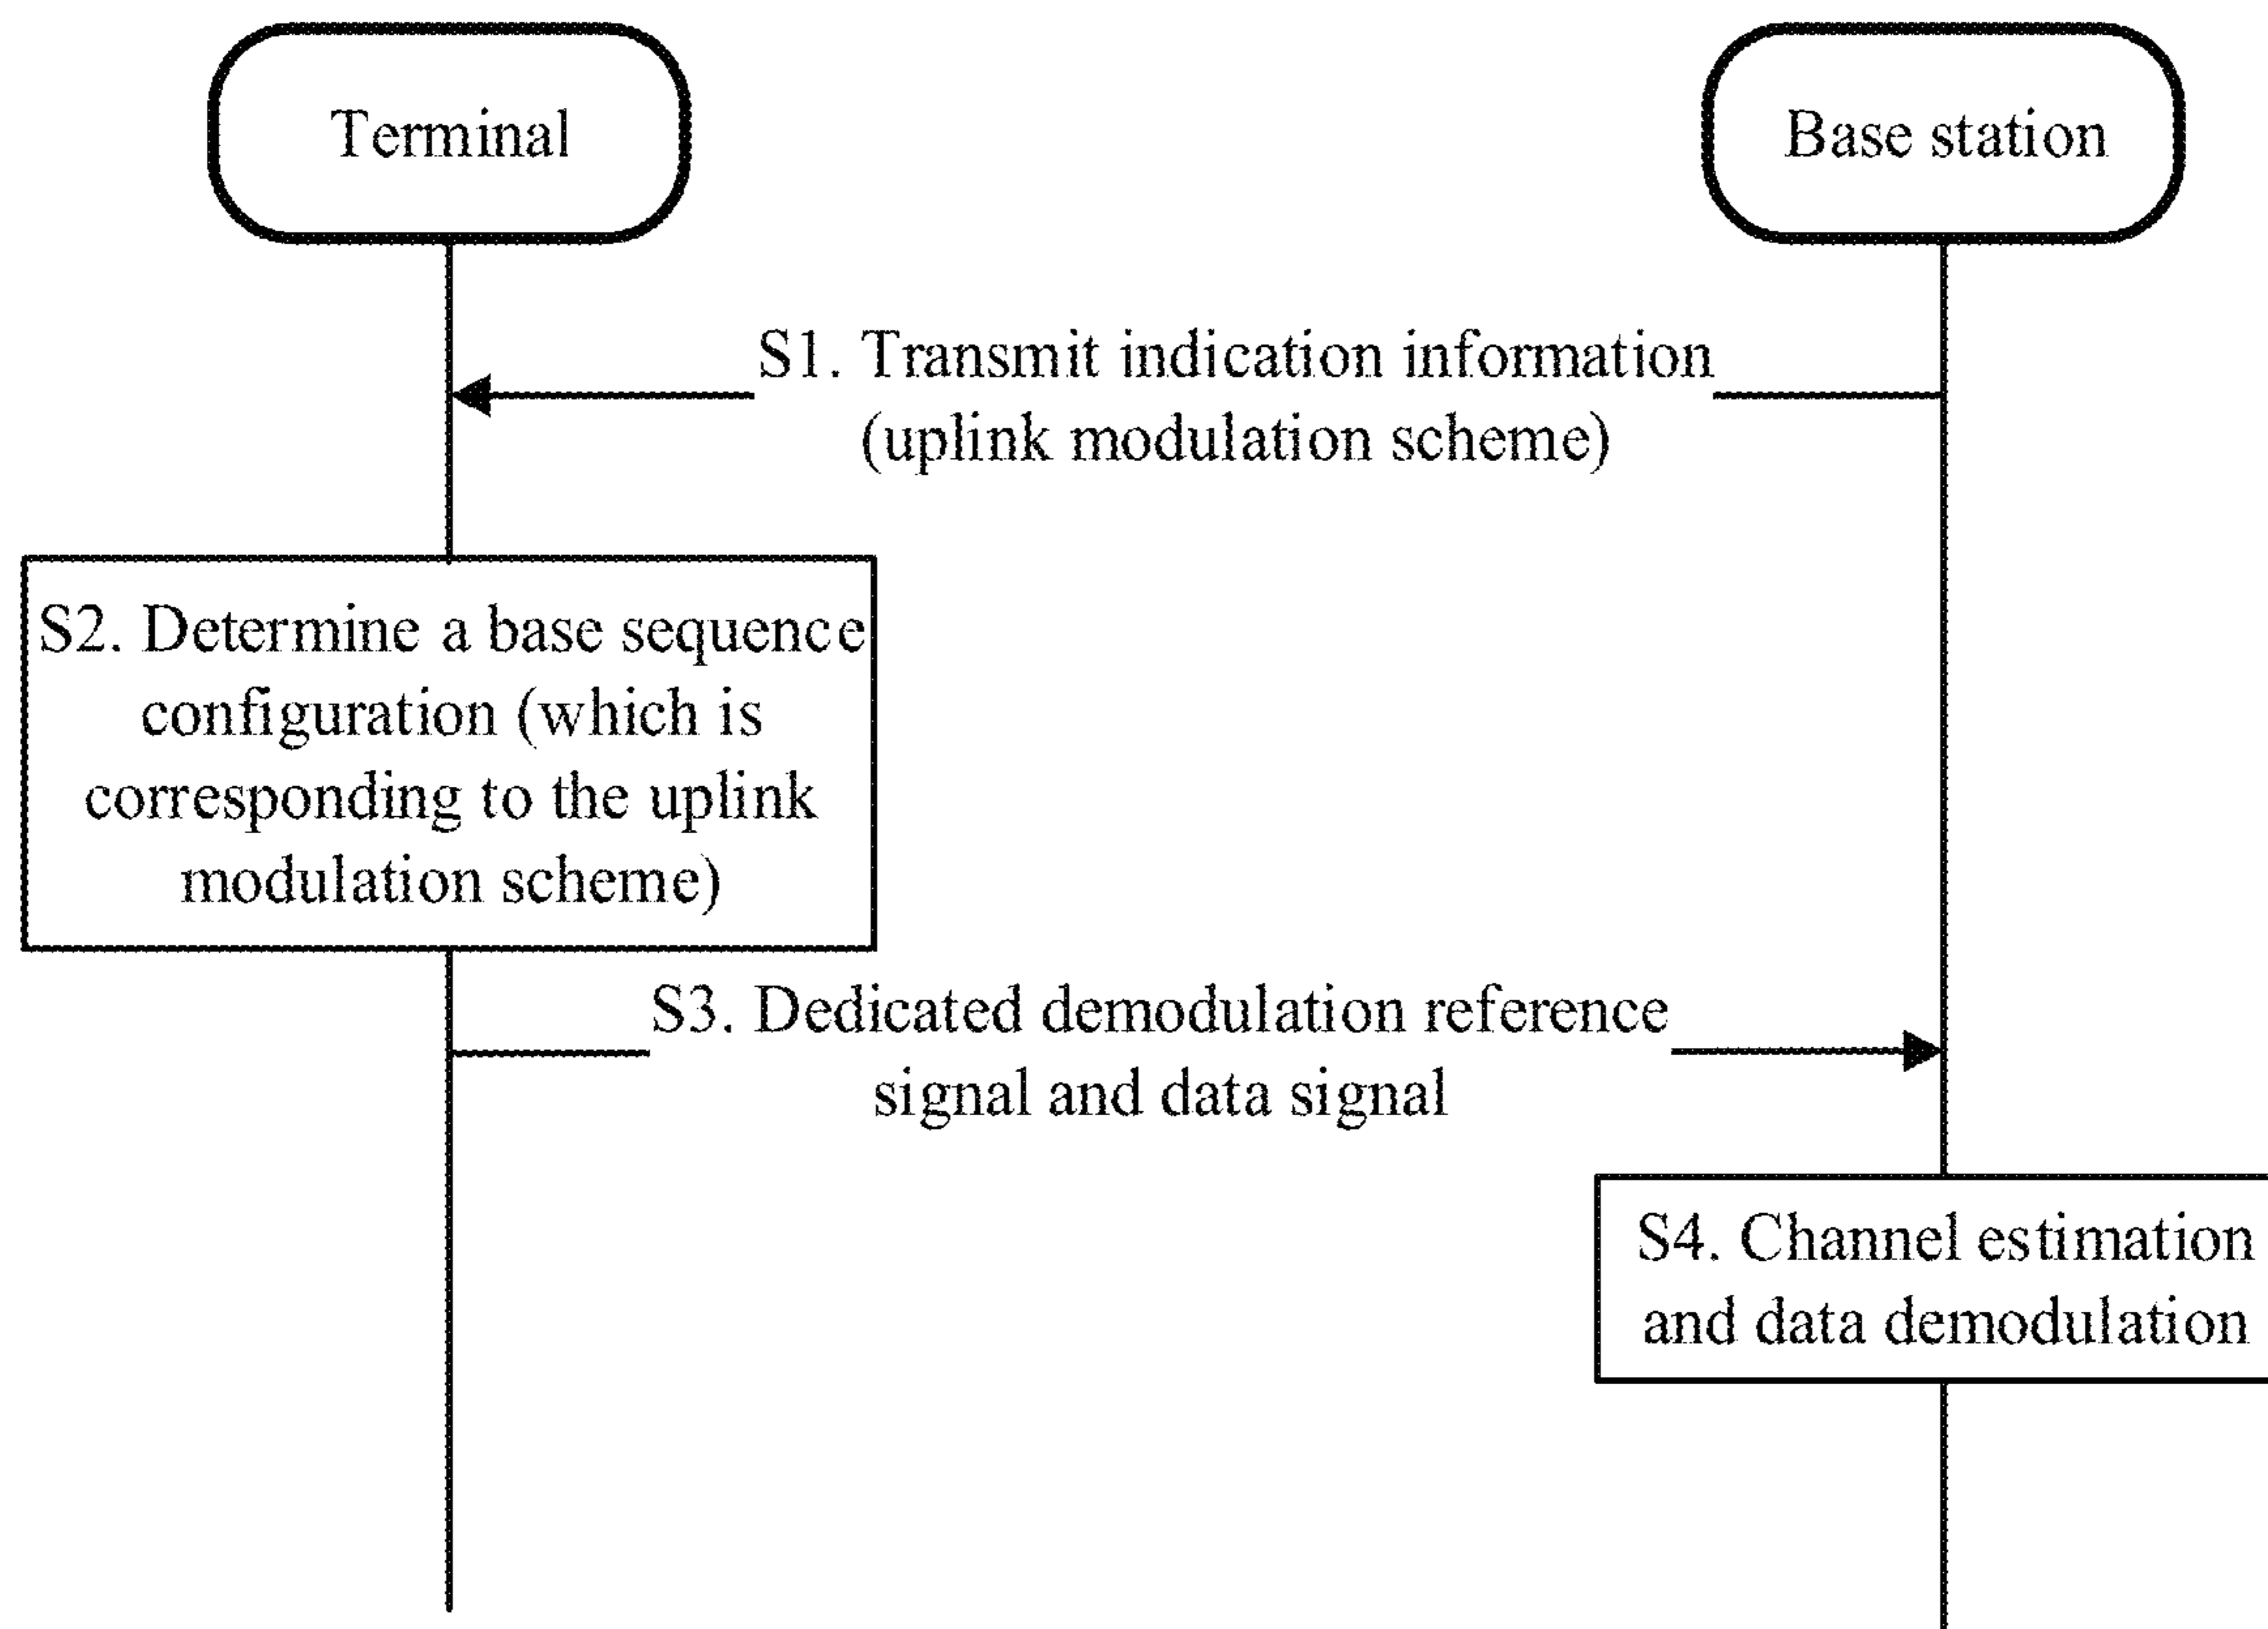 Terminal
Base station
S1. Transmit indication information
(uplink modulation scheme)
S2. Determine a base sequence
configuration (which is
corresponding to the uplink
modulation scheme)
S3. Dedicated demodulation reference
signal and data signal
S4. Channel estimation
and data demodulation